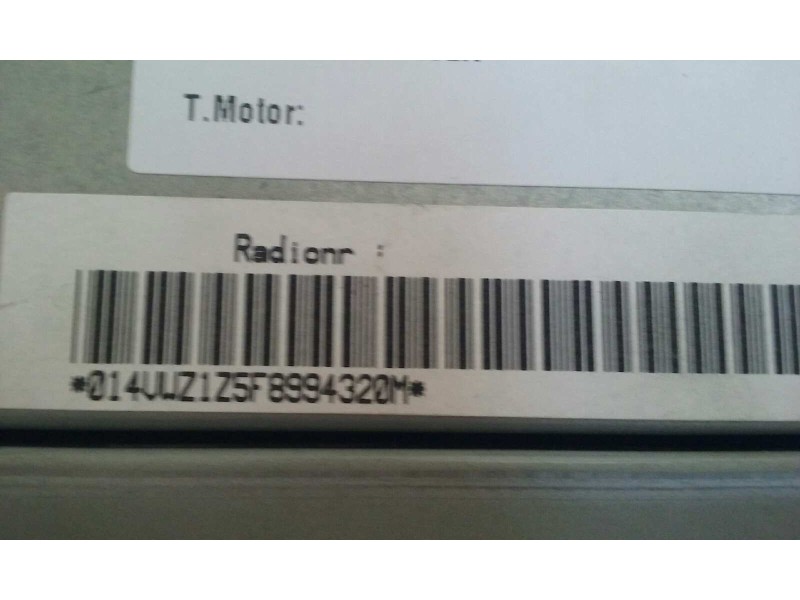 T.Motor:
Radionr :
*014VWZ1Z5F8994320M*